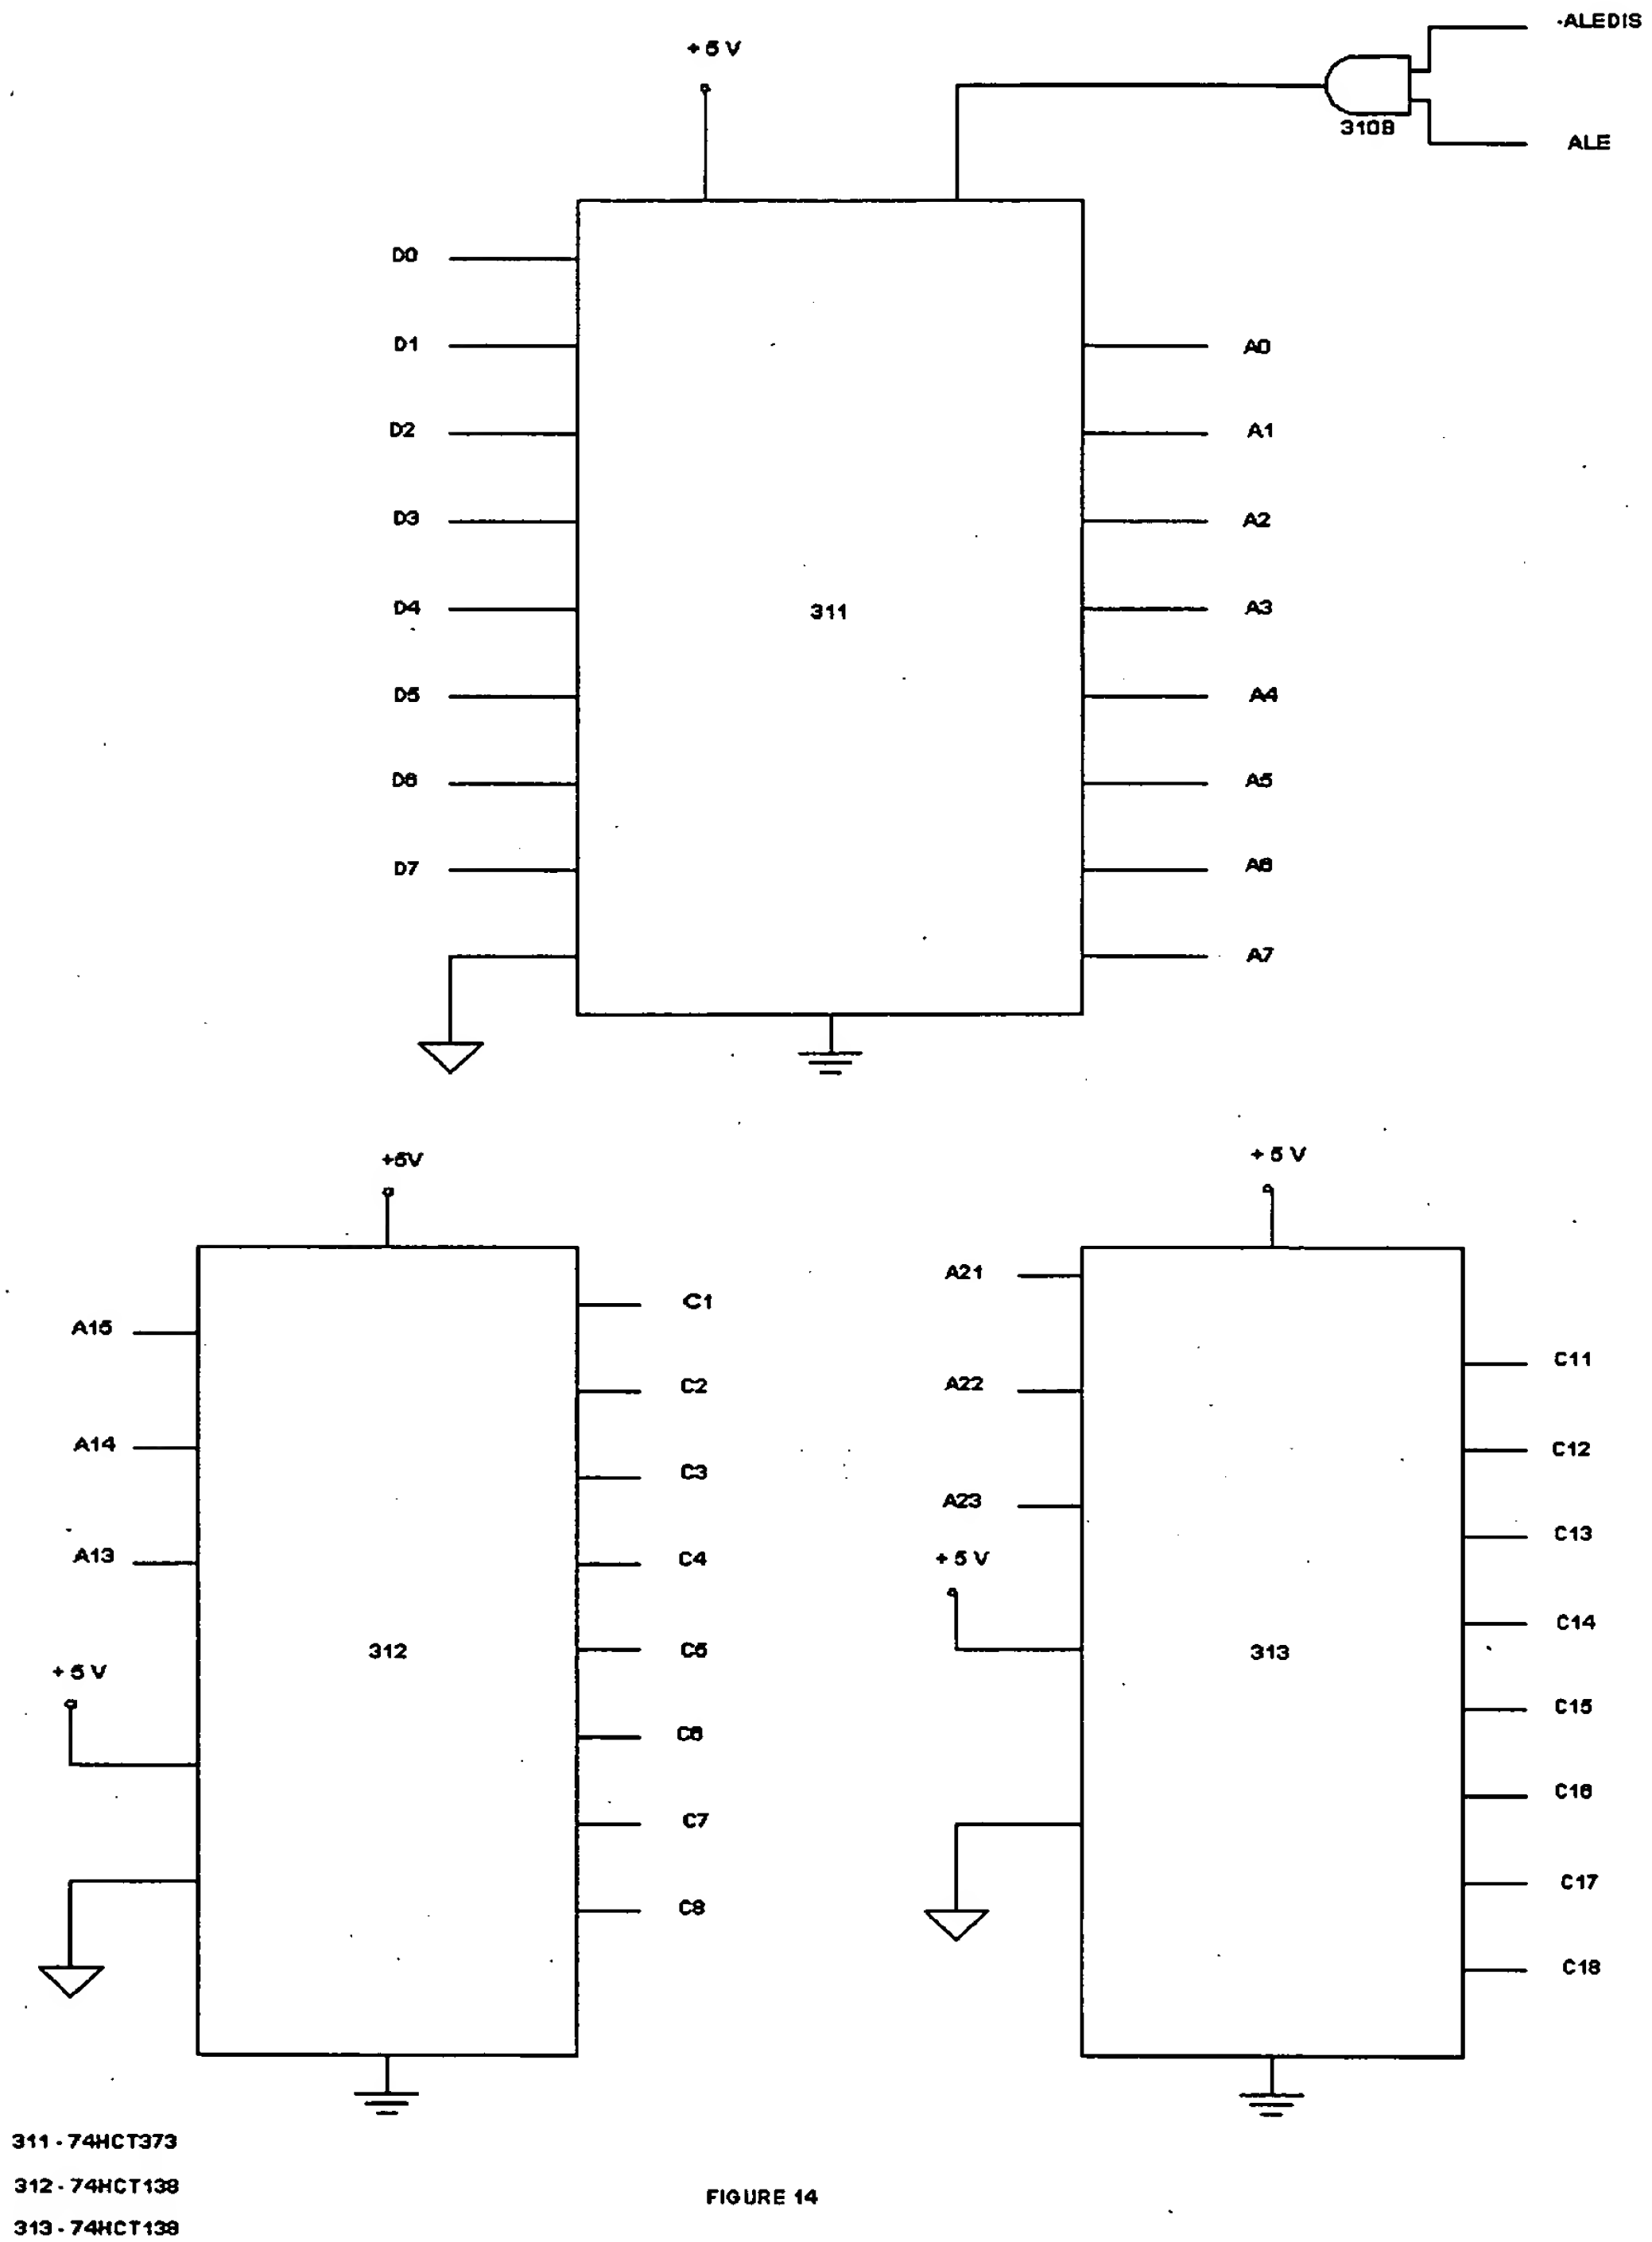 -ALEDIS
+5 V
310B
ALE
D0
D1
A0
D2
A1
D3
A2
D4
A3
311
D5
A4
D6
A5
D7
A6
A7
+5V
+ 5 V
A21
C1
A15
C11
A22
C2
A14
C12
C3
A23
C13
A13
C4
+ 5 V
C14
312
C5
313
+ 5 V
C15
C6
C16
C7
C17
C8
C18
311 - 74HCT373
312 - 74HCT138
FIGURE 14
313 - 74HCT138